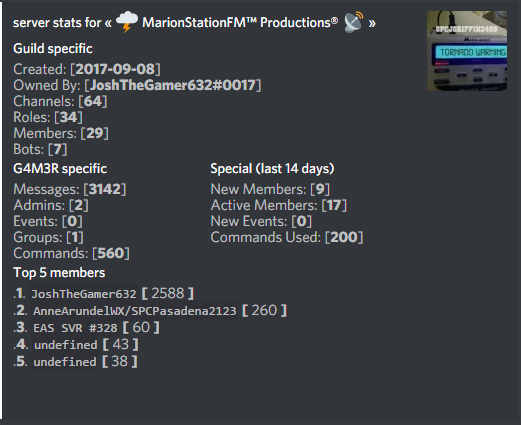 server stats for « ⛈ MarionStationFM™ Productions® 📡 »
Guild specific
Created: [2017-09-08]
Owned By: [JoshTheGamer632#0017]
Channels: [64]
Roles: [34]
Members: [29]
Bots: [7]
G4M3R specific
Messages: [3142]
Admins: [2]
Events: [0]
Groups: [1]
Commands: [560]
Special (last 14 days)
New Members: [9]
Active Members: [17]
New Events: [0]
Commands Used: [200]
Top 5 members
.1. JoshTheGamer632 [ 2588 ]
.2. AnneArundelWX/SPCPasadena2123 [ 260 ]
.3. EAS SVR #328 [ 60 ]
.4. undefined [ 43 ]
.5. undefined [ 38 ]
TORNADO WARNING